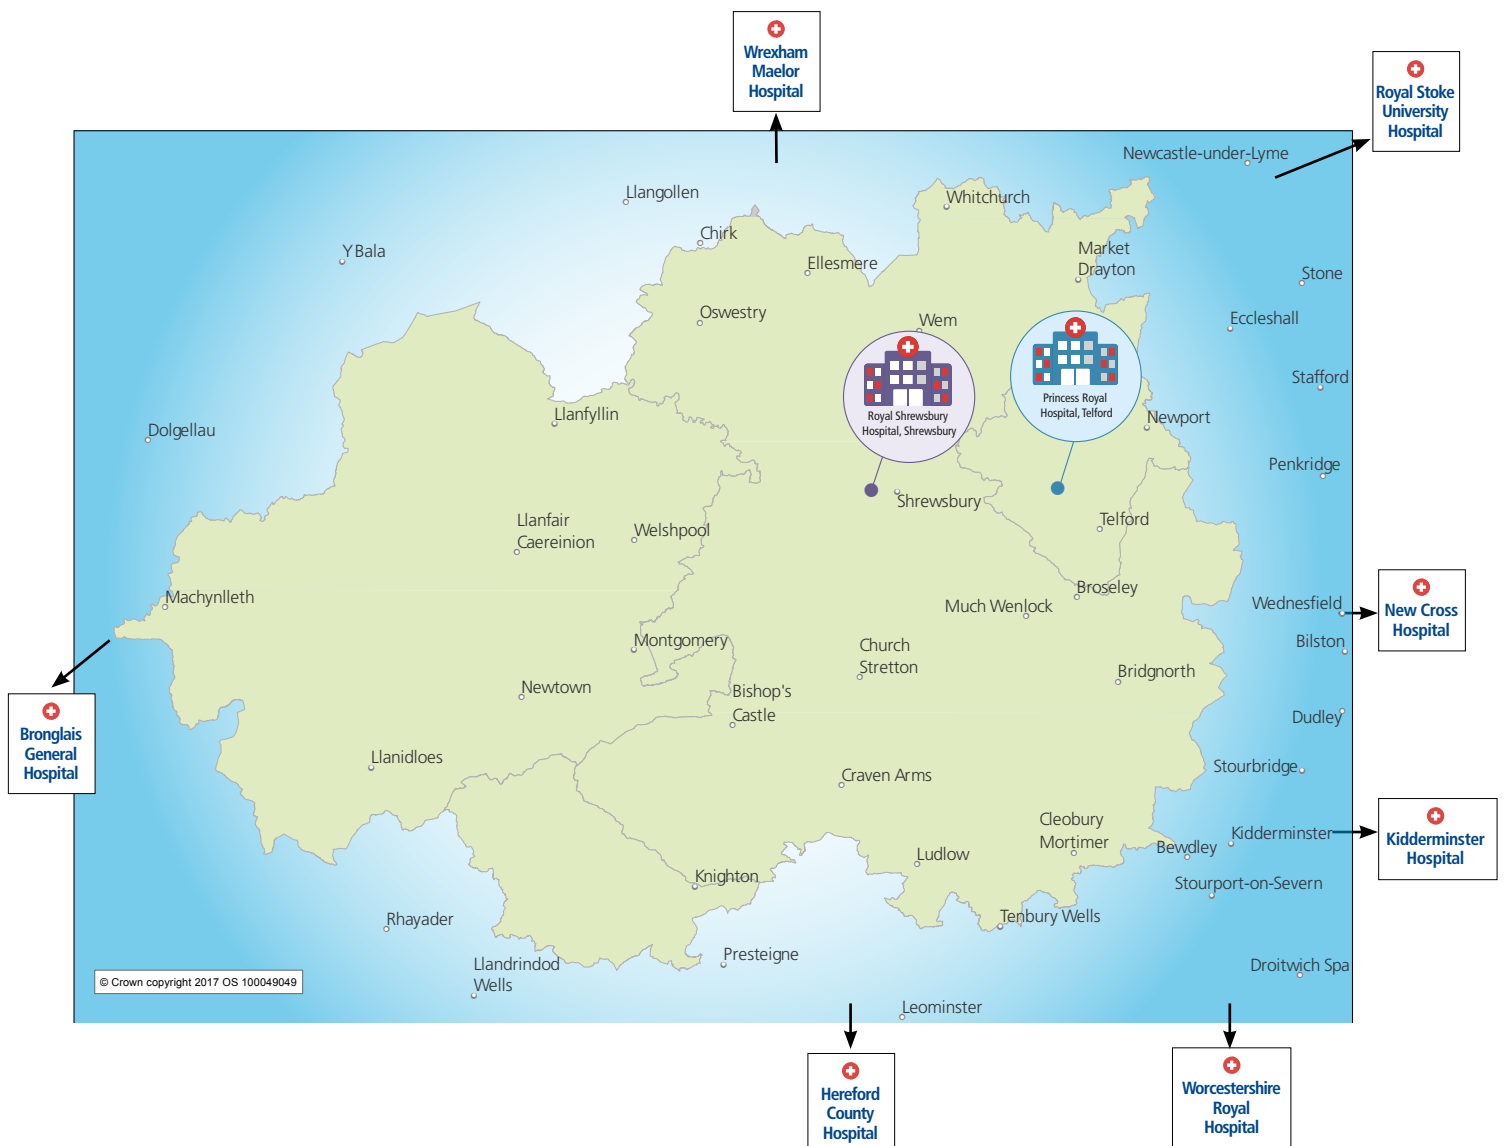 Wrexham
Maelor
Hospital
Royal Stoke
University
Hospital
Newcastle-under-Lyme
Llangollen
Whitchurch
Chirk
Y Bala
Ellesmere
Market
Drayton
Stone
Oswestry
Wem
Eccleshall
Royal Shrewsbury
Hospital, Shrewsbury
Princess Royal
Hospital, Telford
Stafford
Llanfyllin
Newport
Dolgellau
Penkridge
Shrewsbury
Llanfair
Caereinion
Welshpool
Telford
Machynlleth
Broseley
Much Wenlock
Wednesfield
New Cross
Hospital
Montgomery
Church
Stretton
Bilston
Bridgnorth
Newtown
Bishop's
Castle
Dudley
Bronglais
General
Hospital
Llanidloes
Craven Arms
Stourbridge
Cleobury
Mortimer
Kidderminster
Kidderminster
Hospital
Bewdley
Ludlow
Knighton
Stourport-on-Severn
Rhayader
Tenbury Wells
Presteigne
Llandrindod
Wells
Droitwich Spa
© Crown copyright 2017 OS 100049049
Leominster
Hereford
County
Hospital
Worcestershire
Royal
Hospital